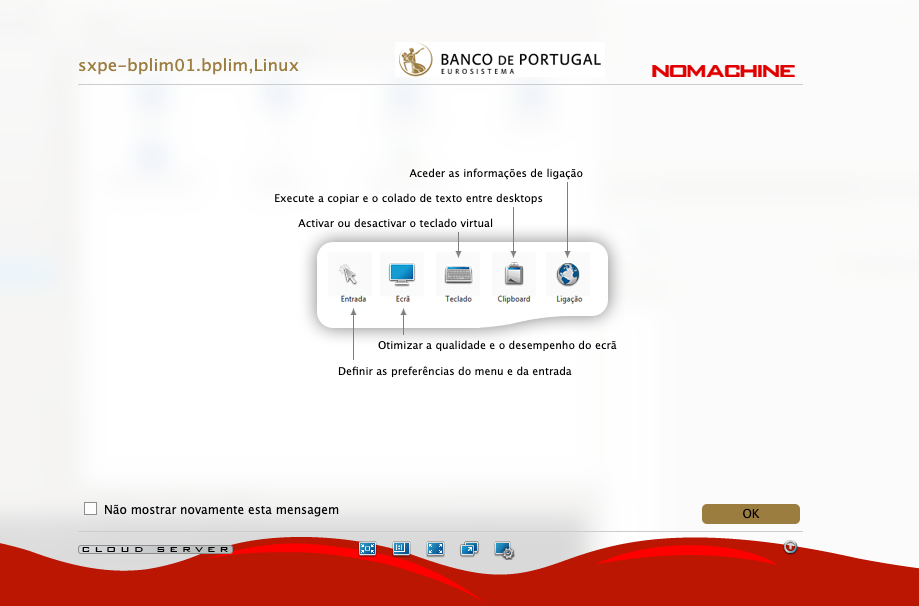 sxpe-bplim01.bplim,Linux
BANCO DE PORTUGAL
EUROSISTEMA
NOMACHINE
Aceder as informações de ligação
Execute a copiar e o colado de texto entre desktops
Activar ou desactivar o teclado virtual
Entrada
Ecrã
Teclado
Clipboard
Ligação
Otimizar a qualidade e o desempenho do ecrã
Definir as preferências do menu e da entrada
Não mostrar novamente esta mensagem
OK
CLOUD SERVER